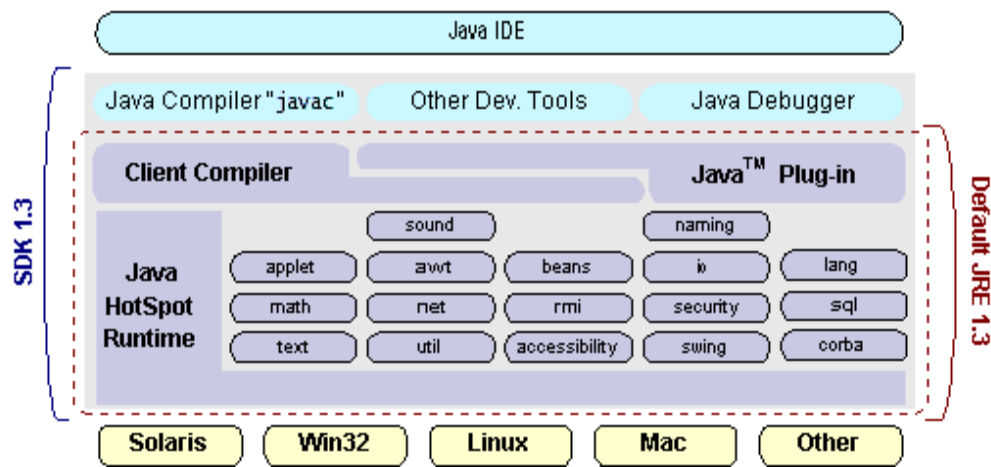 Java IDE
Java Compiler "javac"
Other Dev. Tools
Java Debugger
Client Compiler
Java™ Plug-in
SDK 1.3
Default JRE 1.3
Java
HotSpot
Runtime
sound
naming
applet
awt
beans
io
lang
math
net
rmi
security
sql
text
util
accessibility
swing
corba
Solaris
Win32
Linux
Mac
Other